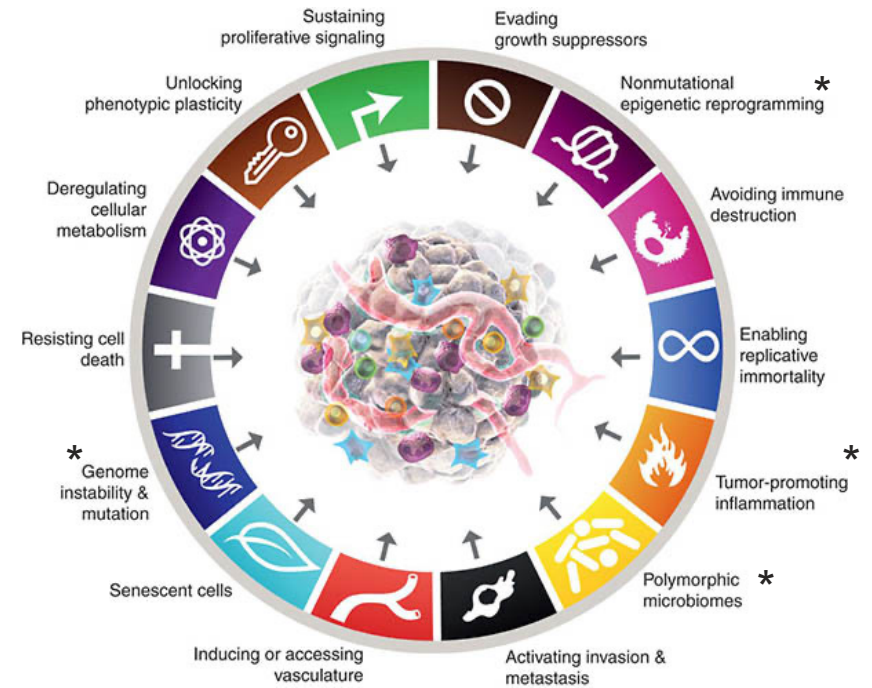 Sustaining
proliferative signaling
Evading
growth suppressors
Nonmutational *
epigenetic reprogramming
Avoiding immune
destruction
Enabling
replicative
immortality
*
Tumor-promoting
inflammation
Polymorphic *
microbiomes
Activating invasion &
metastasis
Inducing or accessing
vasculature
Senescent cells
*
Genome
instability &
mutation
Resisting cell
death
Deregulating
cellular
metabolism
Unlocking
phenotypic plasticity